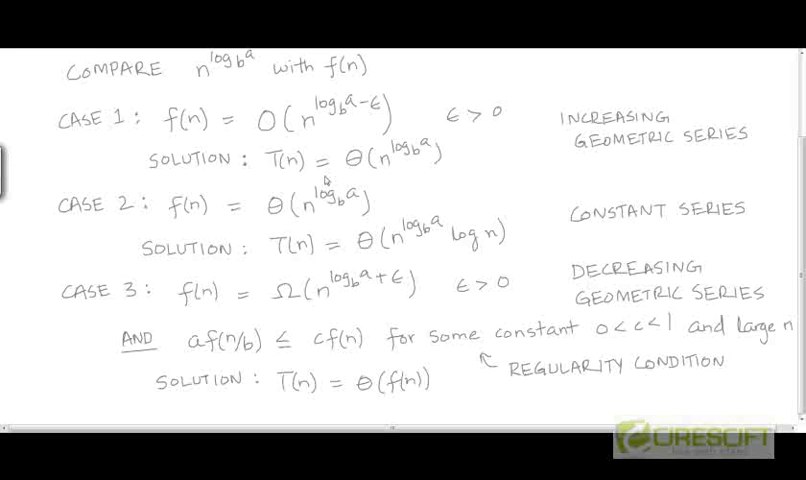 COMPARE n^log_b a with f(n)
CASE 1: f(n) = O(n^log_b a - ε) ε > 0 INCREASING GEOMETRIC SERIES
SOLUTION: T(n) = Θ(n^log_b a)
CASE 2: f(n) = Θ(n^log_b a) CONSTANT SERIES
SOLUTION: T(n) = Θ(n^log_b a log n)
CASE 3: f(n) = Ω(n^log_b a + ε) ε > 0 DECREASING GEOMETRIC SERIES
AND af(n/b) ≤ cf(n) for some constant 0 < c < 1 and large n
REGULARITY CONDITION
SOLUTION: T(n) = Θ(f(n))